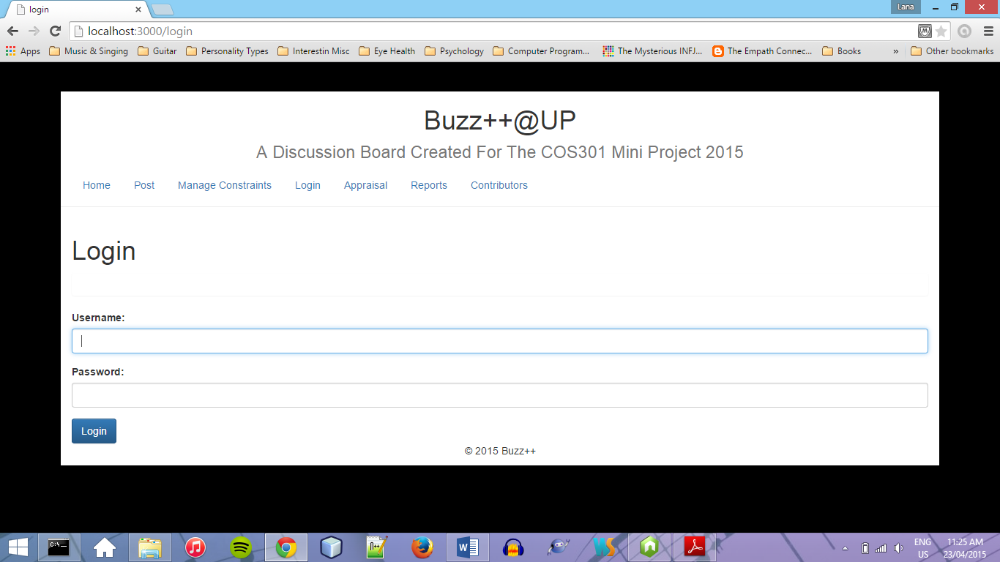 login
Lana
localhost:3000/login
Apps Music & Singing Guitar Personality Types Interestin Misc Eye Health Psychology Computer Program... The Mysterious INFJ... The Empath Connec... Books » Other bookmarks
Buzz++@UP
A Discussion Board Created For The COS301 Mini Project 2015
Home Post Manage Constraints Login Appraisal Reports Contributors
Login
Username:
Password:
Login
© 2015 Buzz++
ENG 11:25 AM
US 23/04/2015